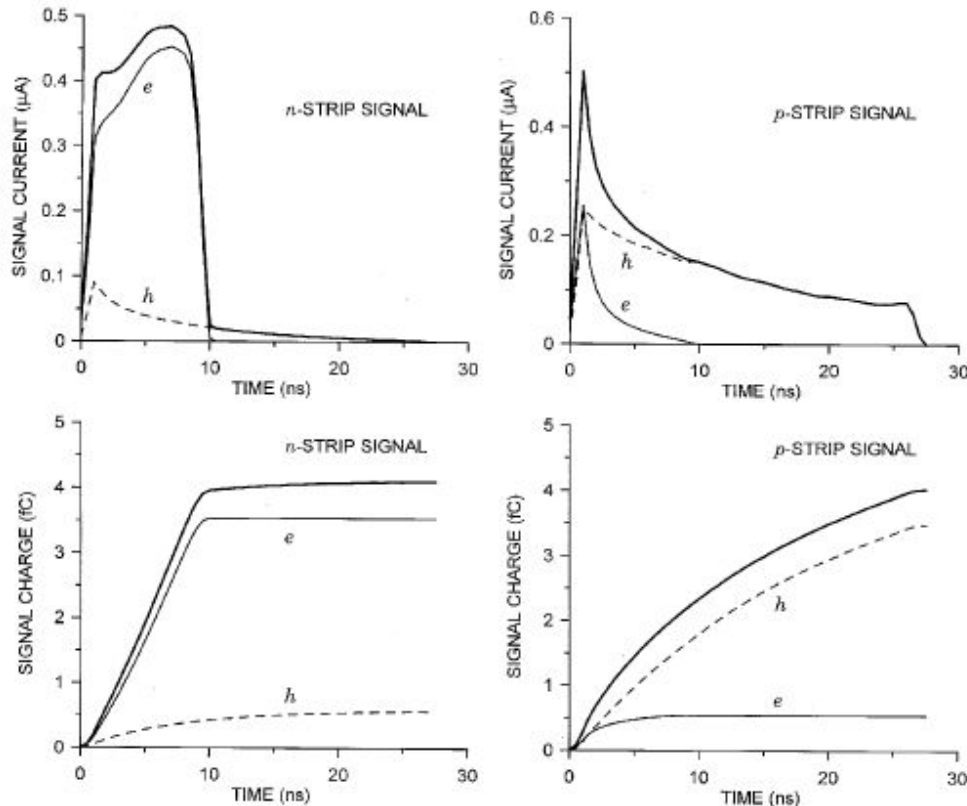 0.5
0.4
0.3
0.2
0.1
0
SIGNAL CURRENT (μA)
e
n-STRIP SIGNAL
h
0 10 20 30
TIME (ns)
0.6
0.4
0.2
0
SIGNAL CURRENT (μA)
p-STRIP SIGNAL
h
e
0 10 20 30
TIME (ns)
5
4
3
2
1
0
SIGNAL CHARGE (fC)
n-STRIP SIGNAL
e
h
0 10 20 30
TIME (ns)
5
4
3
2
1
0
SIGNAL CHARGE (fC)
p-STRIP SIGNAL
h
e
0 10 20 30
TIME (ns)